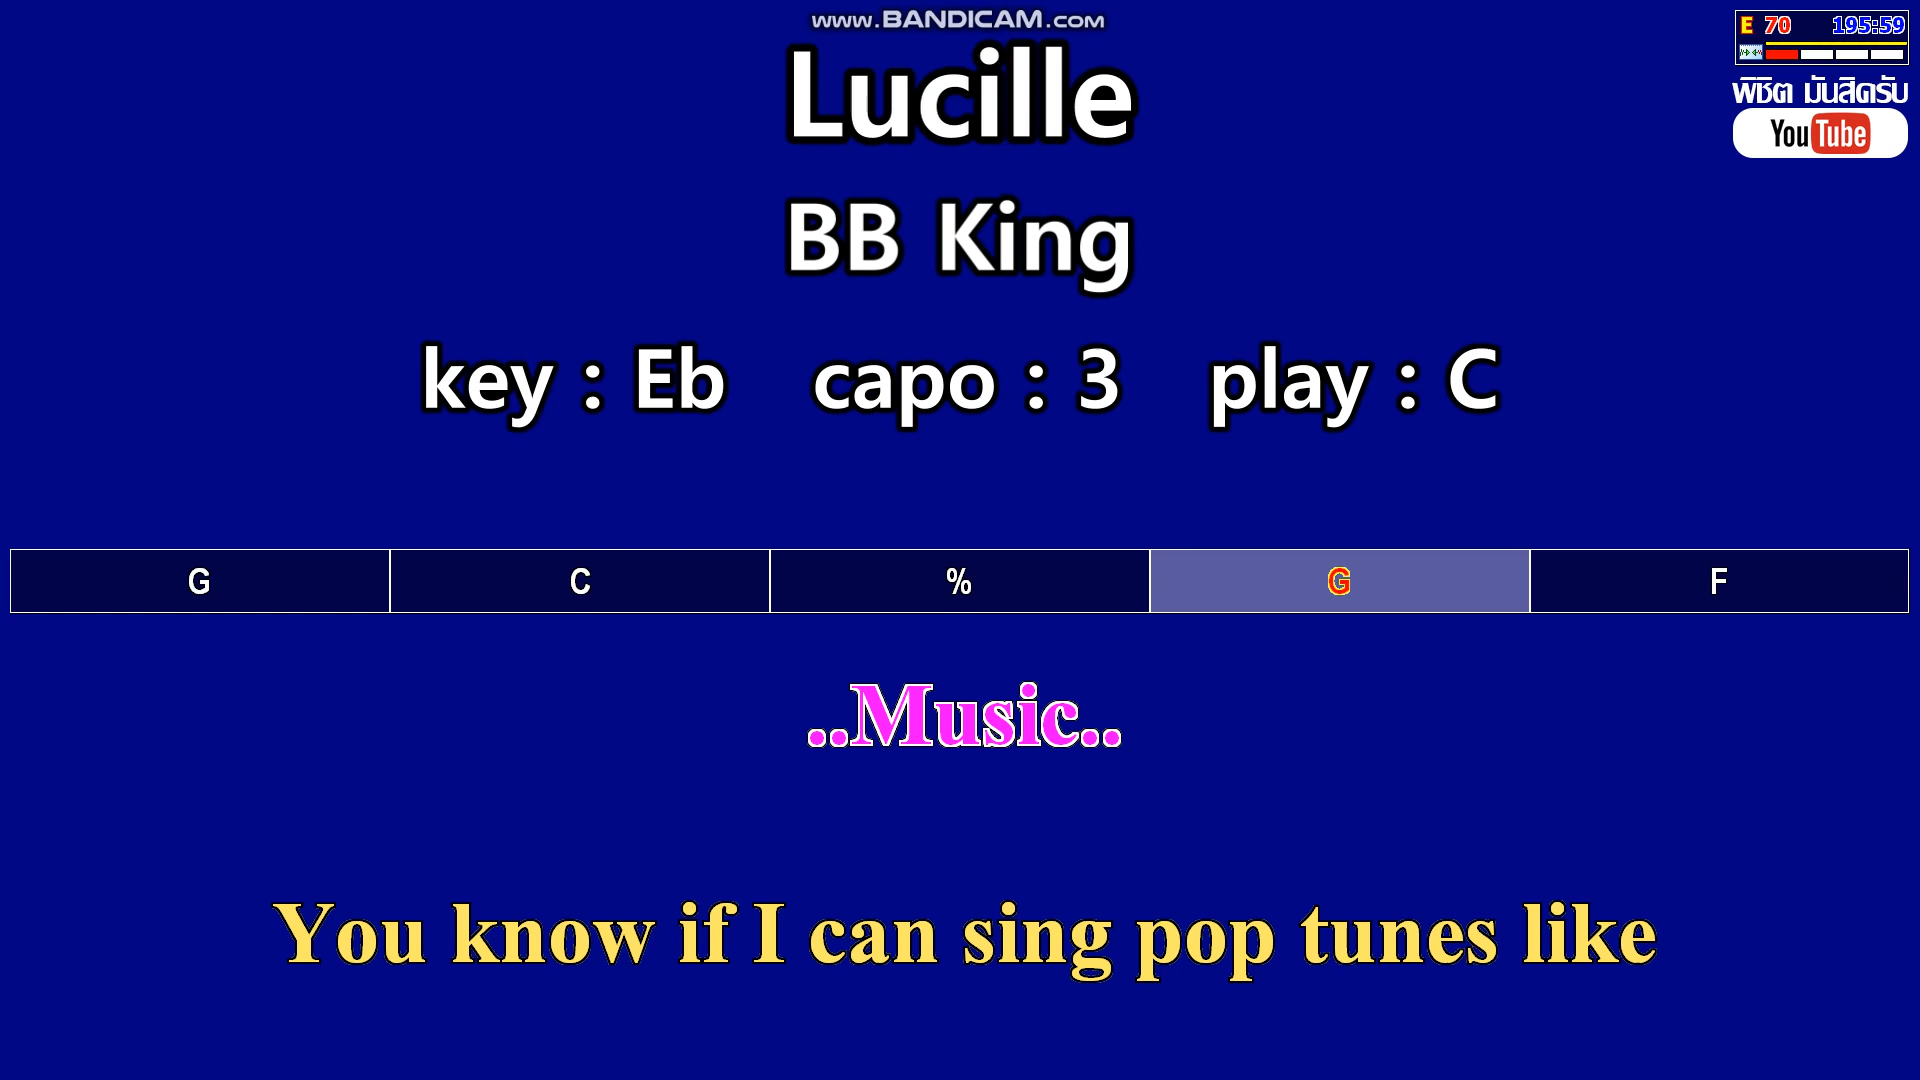 www.BANDICAM.com
E 70 195:59
Lucille
พิชิต มันสิตรับ
YouTube
BB King
key : Eb capo : 3 play : C
G C % G F
..Music..
You know if I can sing pop tunes like